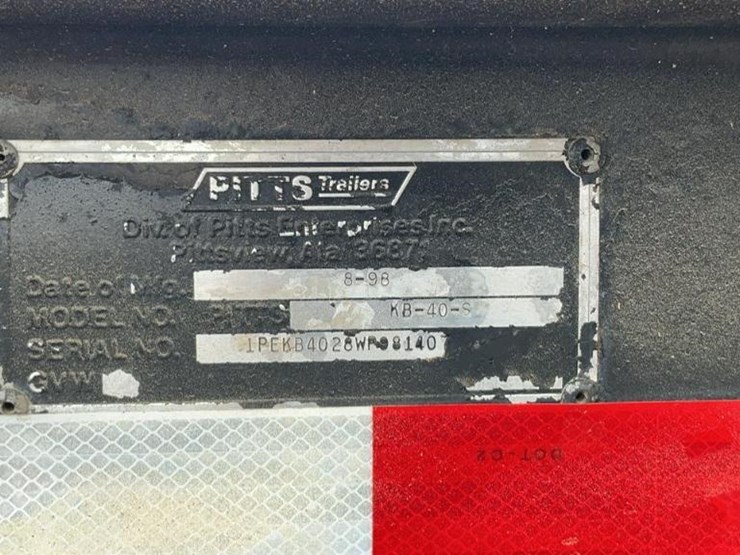 PITTS Trailers
Div. of Pitts Enterprises, Inc.
Pittsview, Ala. 36871
Date of Mfg. 8-98
MODEL NO. PITTS KB-40-S
SERIAL NO.
GVW
DOT-C2